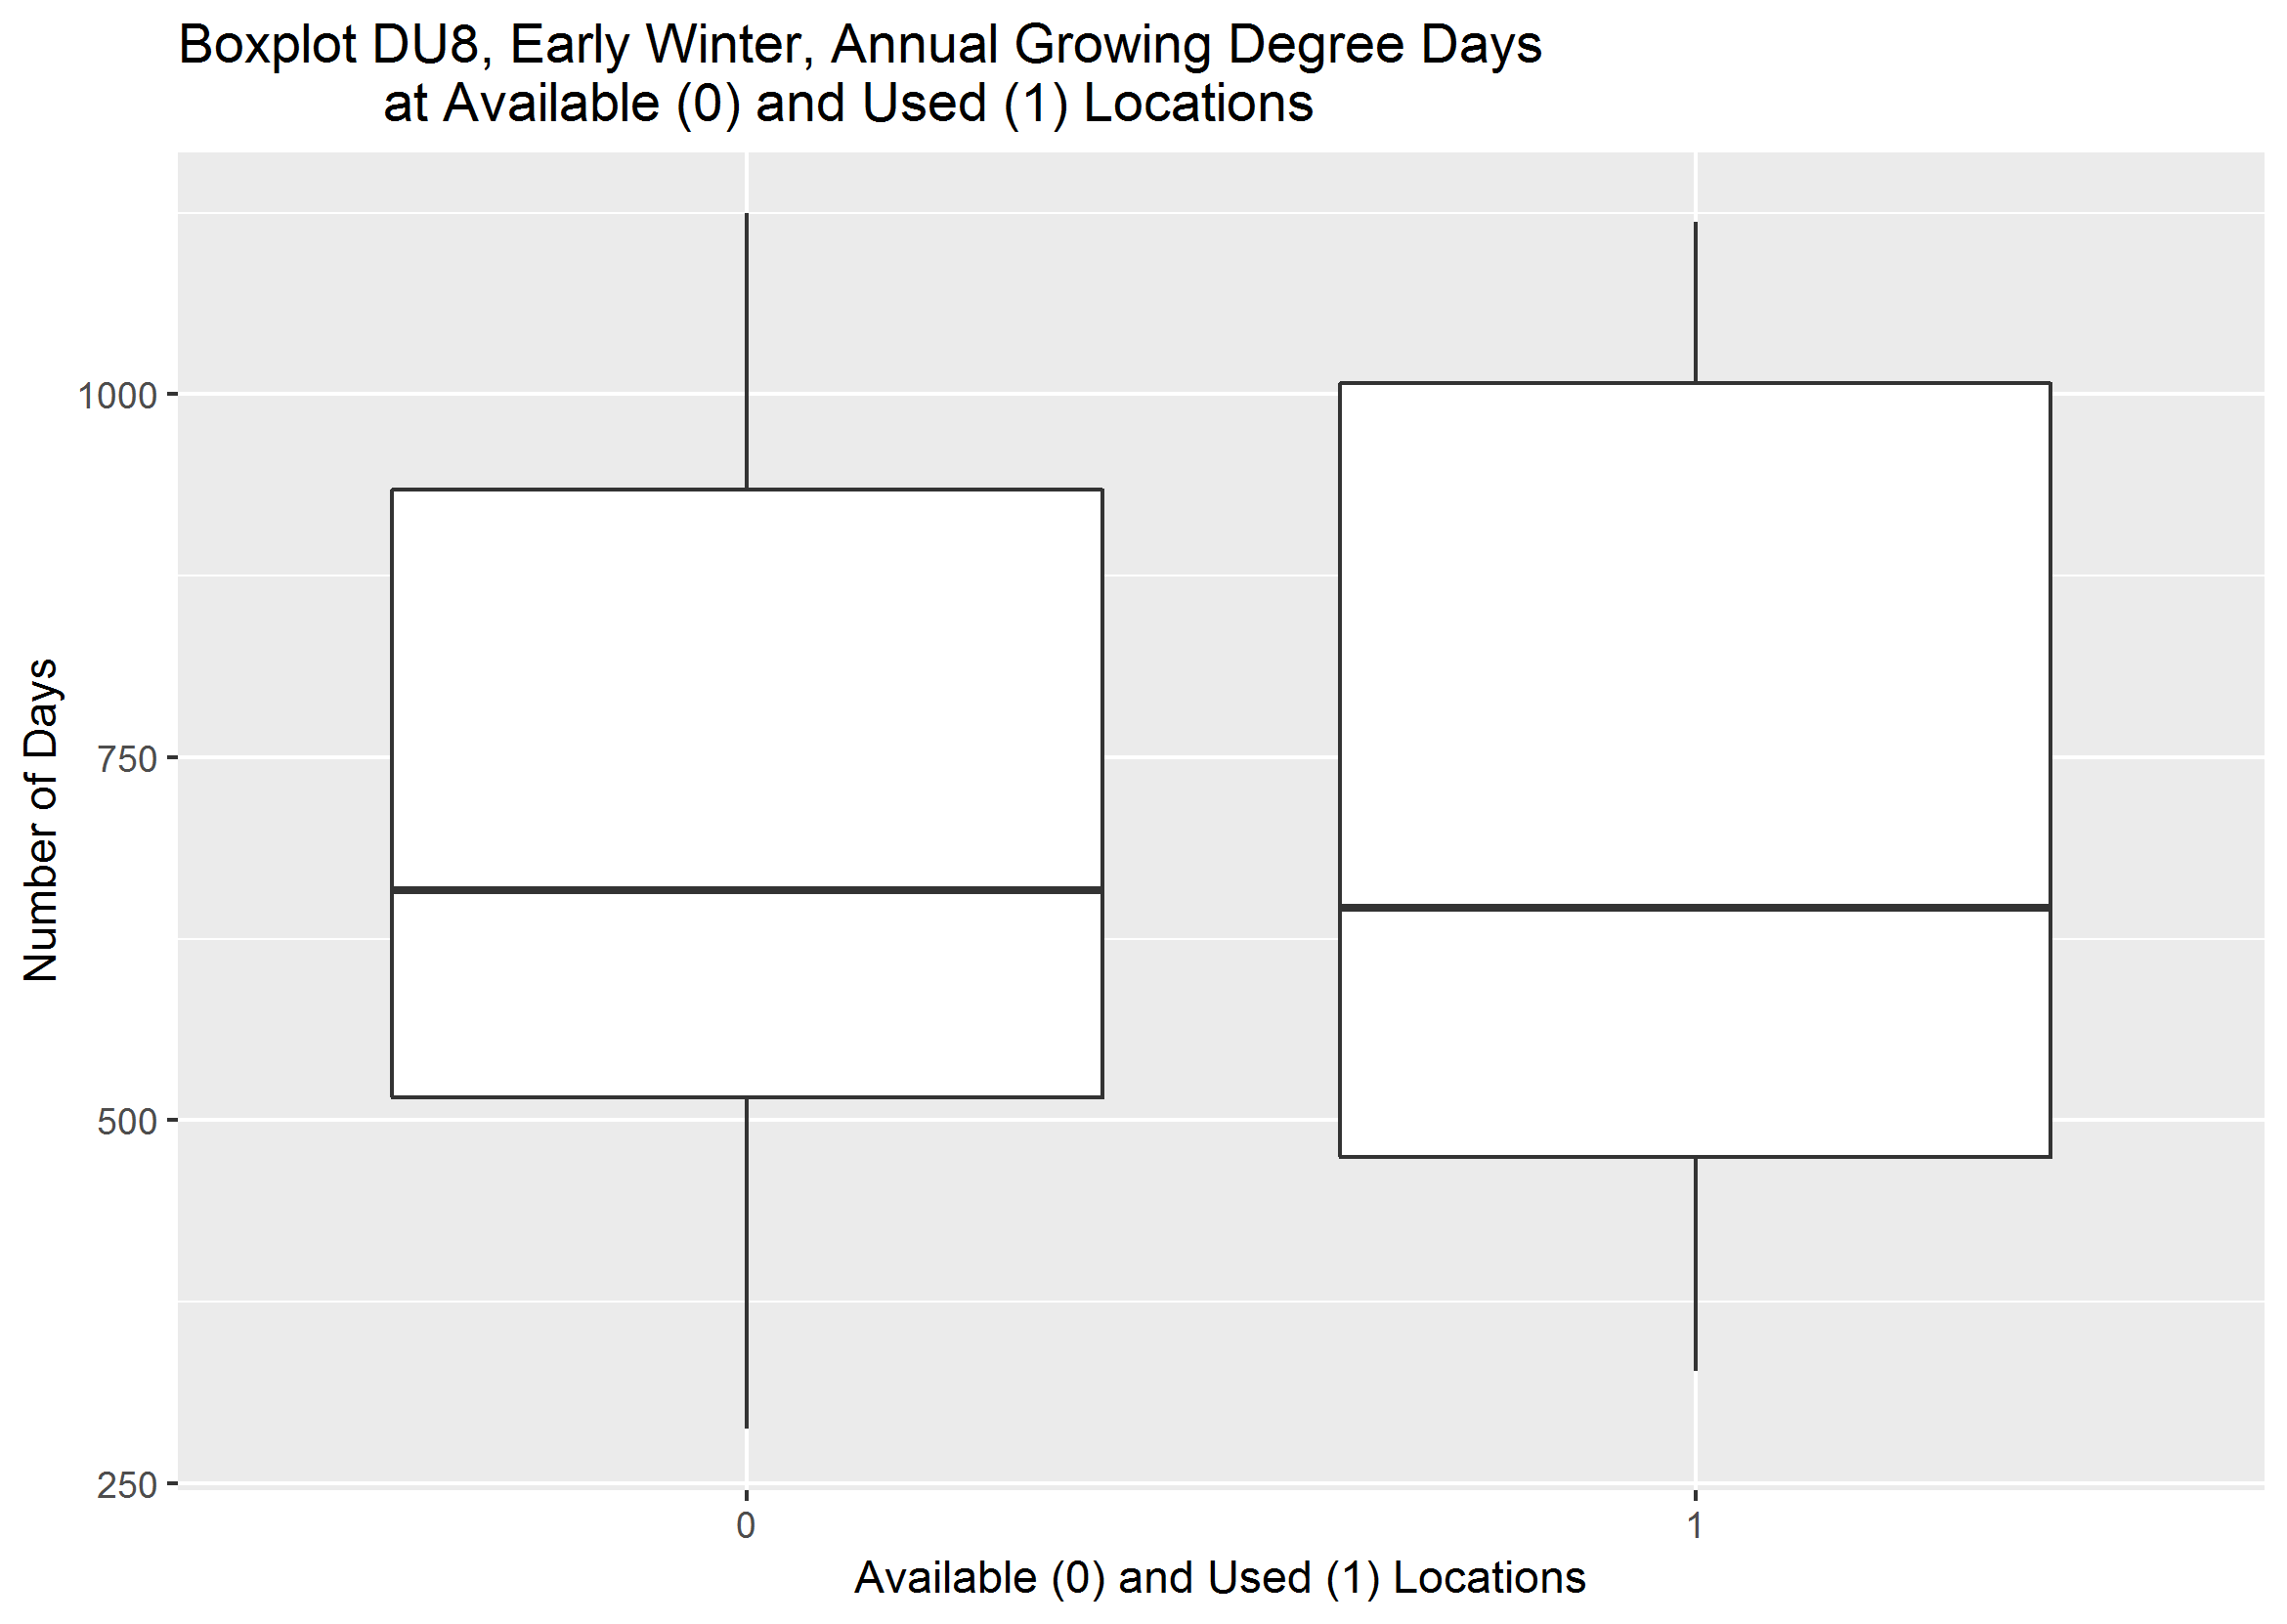 Boxplot DU8, Early Winter, Annual Growing Degree Days
at Available (0) and Used (1) Locations
Number of Days
1000
750
500
250
0 1
Available (0) and Used (1) Locations